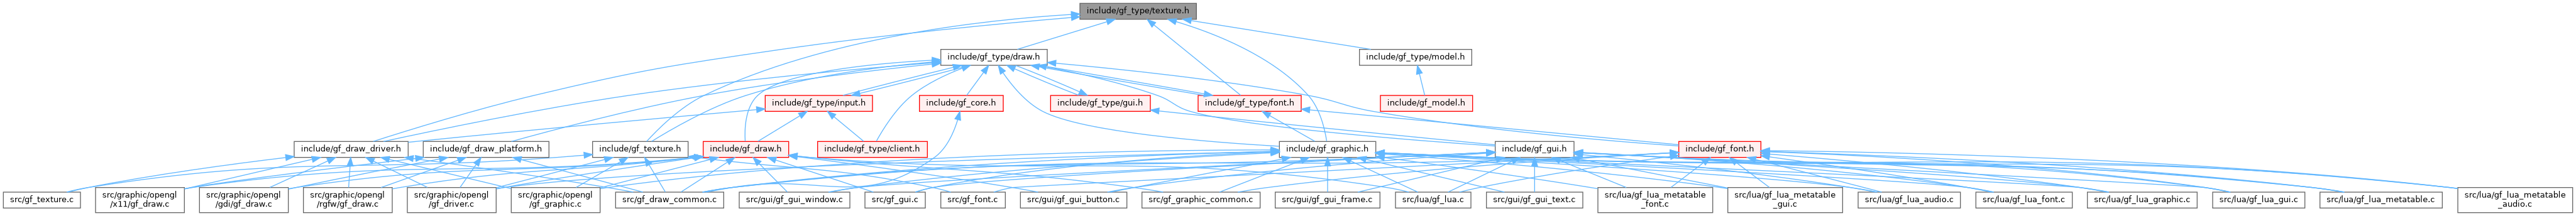 include/gf_type/texture.h
include/gf_type/draw.h
include/gf_type/model.h
include/gf_type/input.h
include/gf_core.h
include/gf_type/gui.h
include/gf_type/font.h
include/gf_model.h
include/gf_draw_driver.h
include/gf_draw_platform.h
include/gf_texture.h
include/gf_draw.h
include/gf_type/client.h
include/gf_graphic.h
include/gf_gui.h
include/gf_font.h
src/gf_texture.c
src/graphic/opengl
/x11/gf_draw.c
src/graphic/opengl
/gdi/gf_draw.c
src/graphic/opengl
/rgfw/gf_draw.c
src/graphic/opengl
/gf_driver.c
src/graphic/opengl
/gf_graphic.c
src/gf_draw_common.c
src/gui/gf_gui_window.c
src/gf_gui.c
src/gf_font.c
src/gui/gf_gui_button.c
src/gf_graphic_common.c
src/gui/gf_gui_frame.c
src/lua/gf_lua.c
src/gui/gf_gui_text.c
src/lua/gf_lua_metatable
_font.c
src/lua/gf_lua_metatable
_gui.c
src/lua/gf_lua_audio.c
src/lua/gf_lua_font.c
src/lua/gf_lua_graphic.c
src/lua/gf_lua_gui.c
src/lua/gf_lua_metatable.c
src/lua/gf_lua_metatable
_audio.c